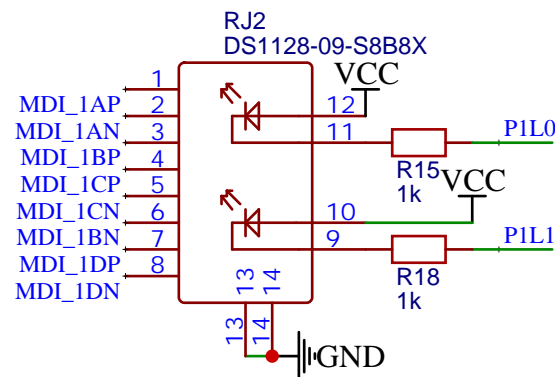 RJ2
DS1128-09-S8B8X
VCC
1
MDI_1AP
2
MDI_1AN
3
MDI_1BP
4
MDI_1CP
5
MDI_1CN
6
MDI_1BN
7
MDI_1DP
8
MDI_1DN
12
11
R15
1k
P1L0
VCC
10
9
R18
1k
P1L1
13
14
13
14
GND